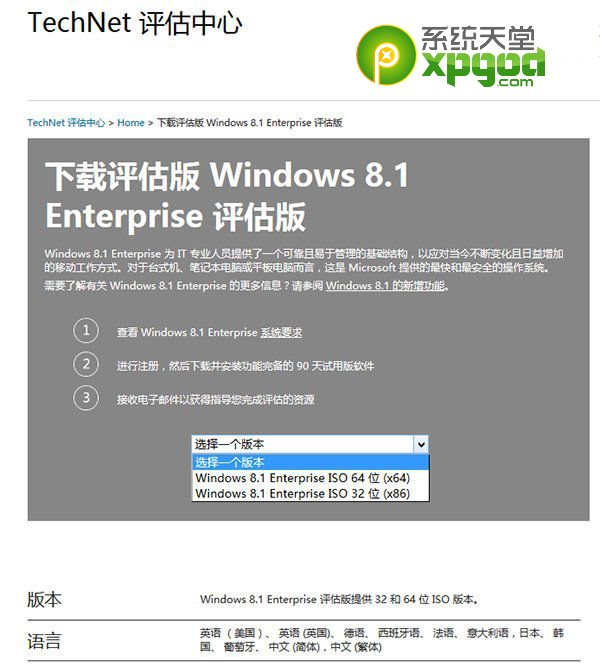 TechNet 评估中心
系统天堂
xpgod
.com
TechNet 评估中心 > Home > 下载评估版 Windows 8.1 Enterprise 评估版
下载评估版 Windows 8.1
Enterprise 评估版
Windows 8.1 Enterprise 为 IT 专业人员提供了一个可靠且易于管理的基础结构，以应对当今不断变化且日益增加
的移动工作方式。对于台式机、笔记本电脑或平板电脑而言，这是 Microsoft 提供的最快和最安全的操作系统。
需要了解有关 Windows 8.1 Enterprise 的更多信息？请参阅 Windows 8.1 的新增功能。
1 查看 Windows 8.1 Enterprise 系统要求
2 进行注册，然后下载并安装功能完备的 90 天试用版软件
3 接收电子邮件以获得指导您完成评估的资源
选择一个版本
选择一个版本
Windows 8.1 Enterprise ISO 64 位 (x64)
Windows 8.1 Enterprise ISO 32 位 (x86)
版本 Windows 8.1 Enterprise 评估版提供 32 和 64 位 ISO 版本。
语言 英语（美国）、英语 (英国)、德语、西班牙语、法语、意大利语，日本、韩
国、葡萄牙、中文 (简体)，中文 (繁体)